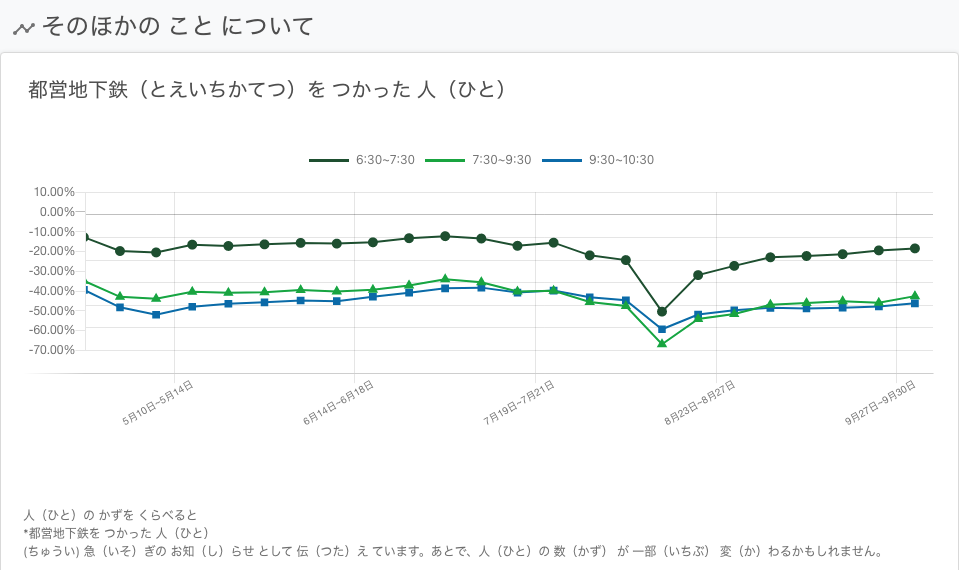 そのほかの こと について
都営地下鉄（とえいちかてつ）を つかった 人（ひと）
6:30~7:30 7:30~9:30 9:30~10:30
10.00%
0.00%
-10.00%
-20.00%
-30.00%
-40.00%
-50.00%
-60.00%
-70.00%
5月10日~5月14日
6月14日~6月18日
7月19日~7月21日
8月23日~8月27日
9月27日~9月30日
人（ひと）の かずを くらべると
*都営地下鉄を つかった 人（ひと）
(ちゅうい) 急（いそ）ぎの お知（し）らせ として 伝（つた）え ています。あとで、人（ひと）の 数（かず） が 一部（いちぶ） 変（か）わるかもしれません。